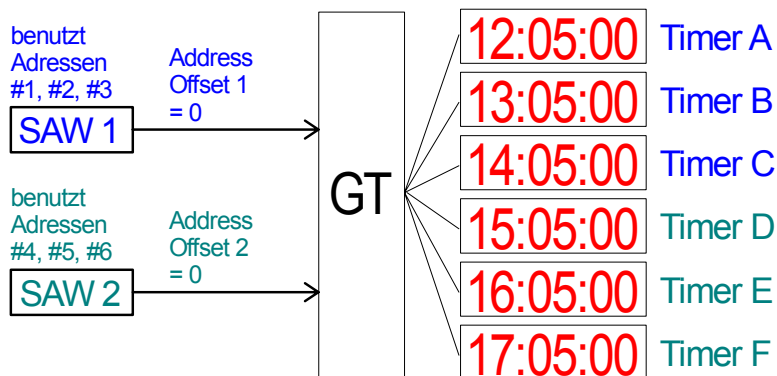 benutzt
Adressen
#1, #2, #3
SAW 1
Address
Offset 1
= 0
benutzt
Adressen
#4, #5, #6
SAW 2
Address
Offset 2
= 0
GT
12:05:00 Timer A
13:05:00 Timer B
14:05:00 Timer C
15:05:00 Timer D
16:05:00 Timer E
17:05:00 Timer F